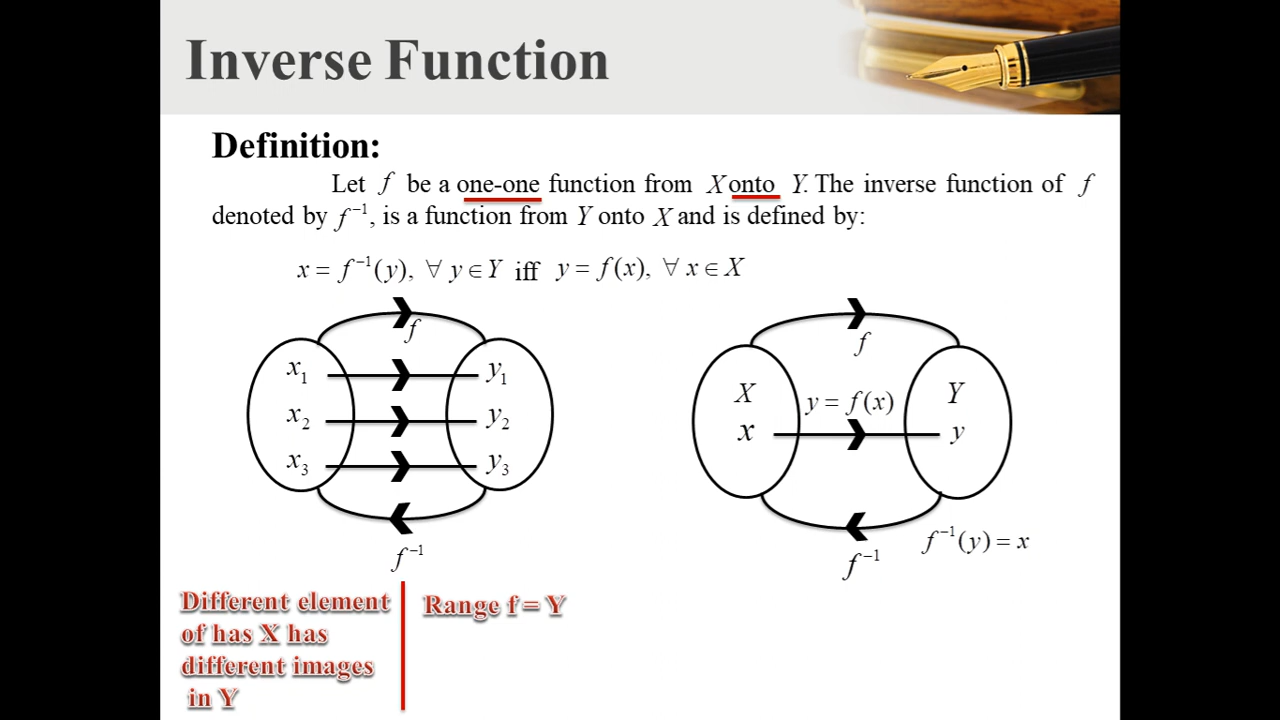 Inverse Function
Definition:
Let f be a one-one function from X onto Y. The inverse function of f
denoted by f⁻¹, is a function from Y onto X and is defined by:
x = f⁻¹(y), ∀ y ∈ Y iff y = f(x), ∀ x ∈ X
f
x₁ y₁
x₂ y₂
x₃ y₃
f⁻¹
f
X Y
y = f(x)
x y
f⁻¹(y) = x
f⁻¹
Different element
of has X has
different images
in Y
Range f = Y